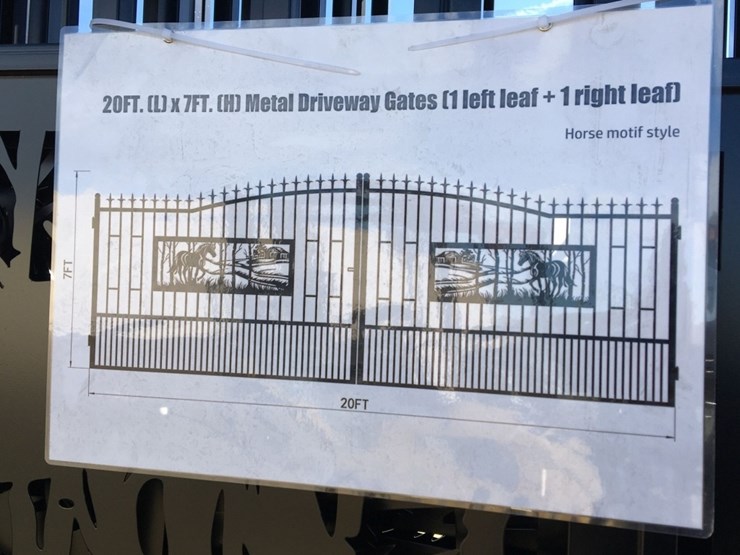 20FT. (L) x 7FT. (H) Metal Driveway Gates (1 left leaf + 1 right leaf)
Horse motif style
7FT
20FT